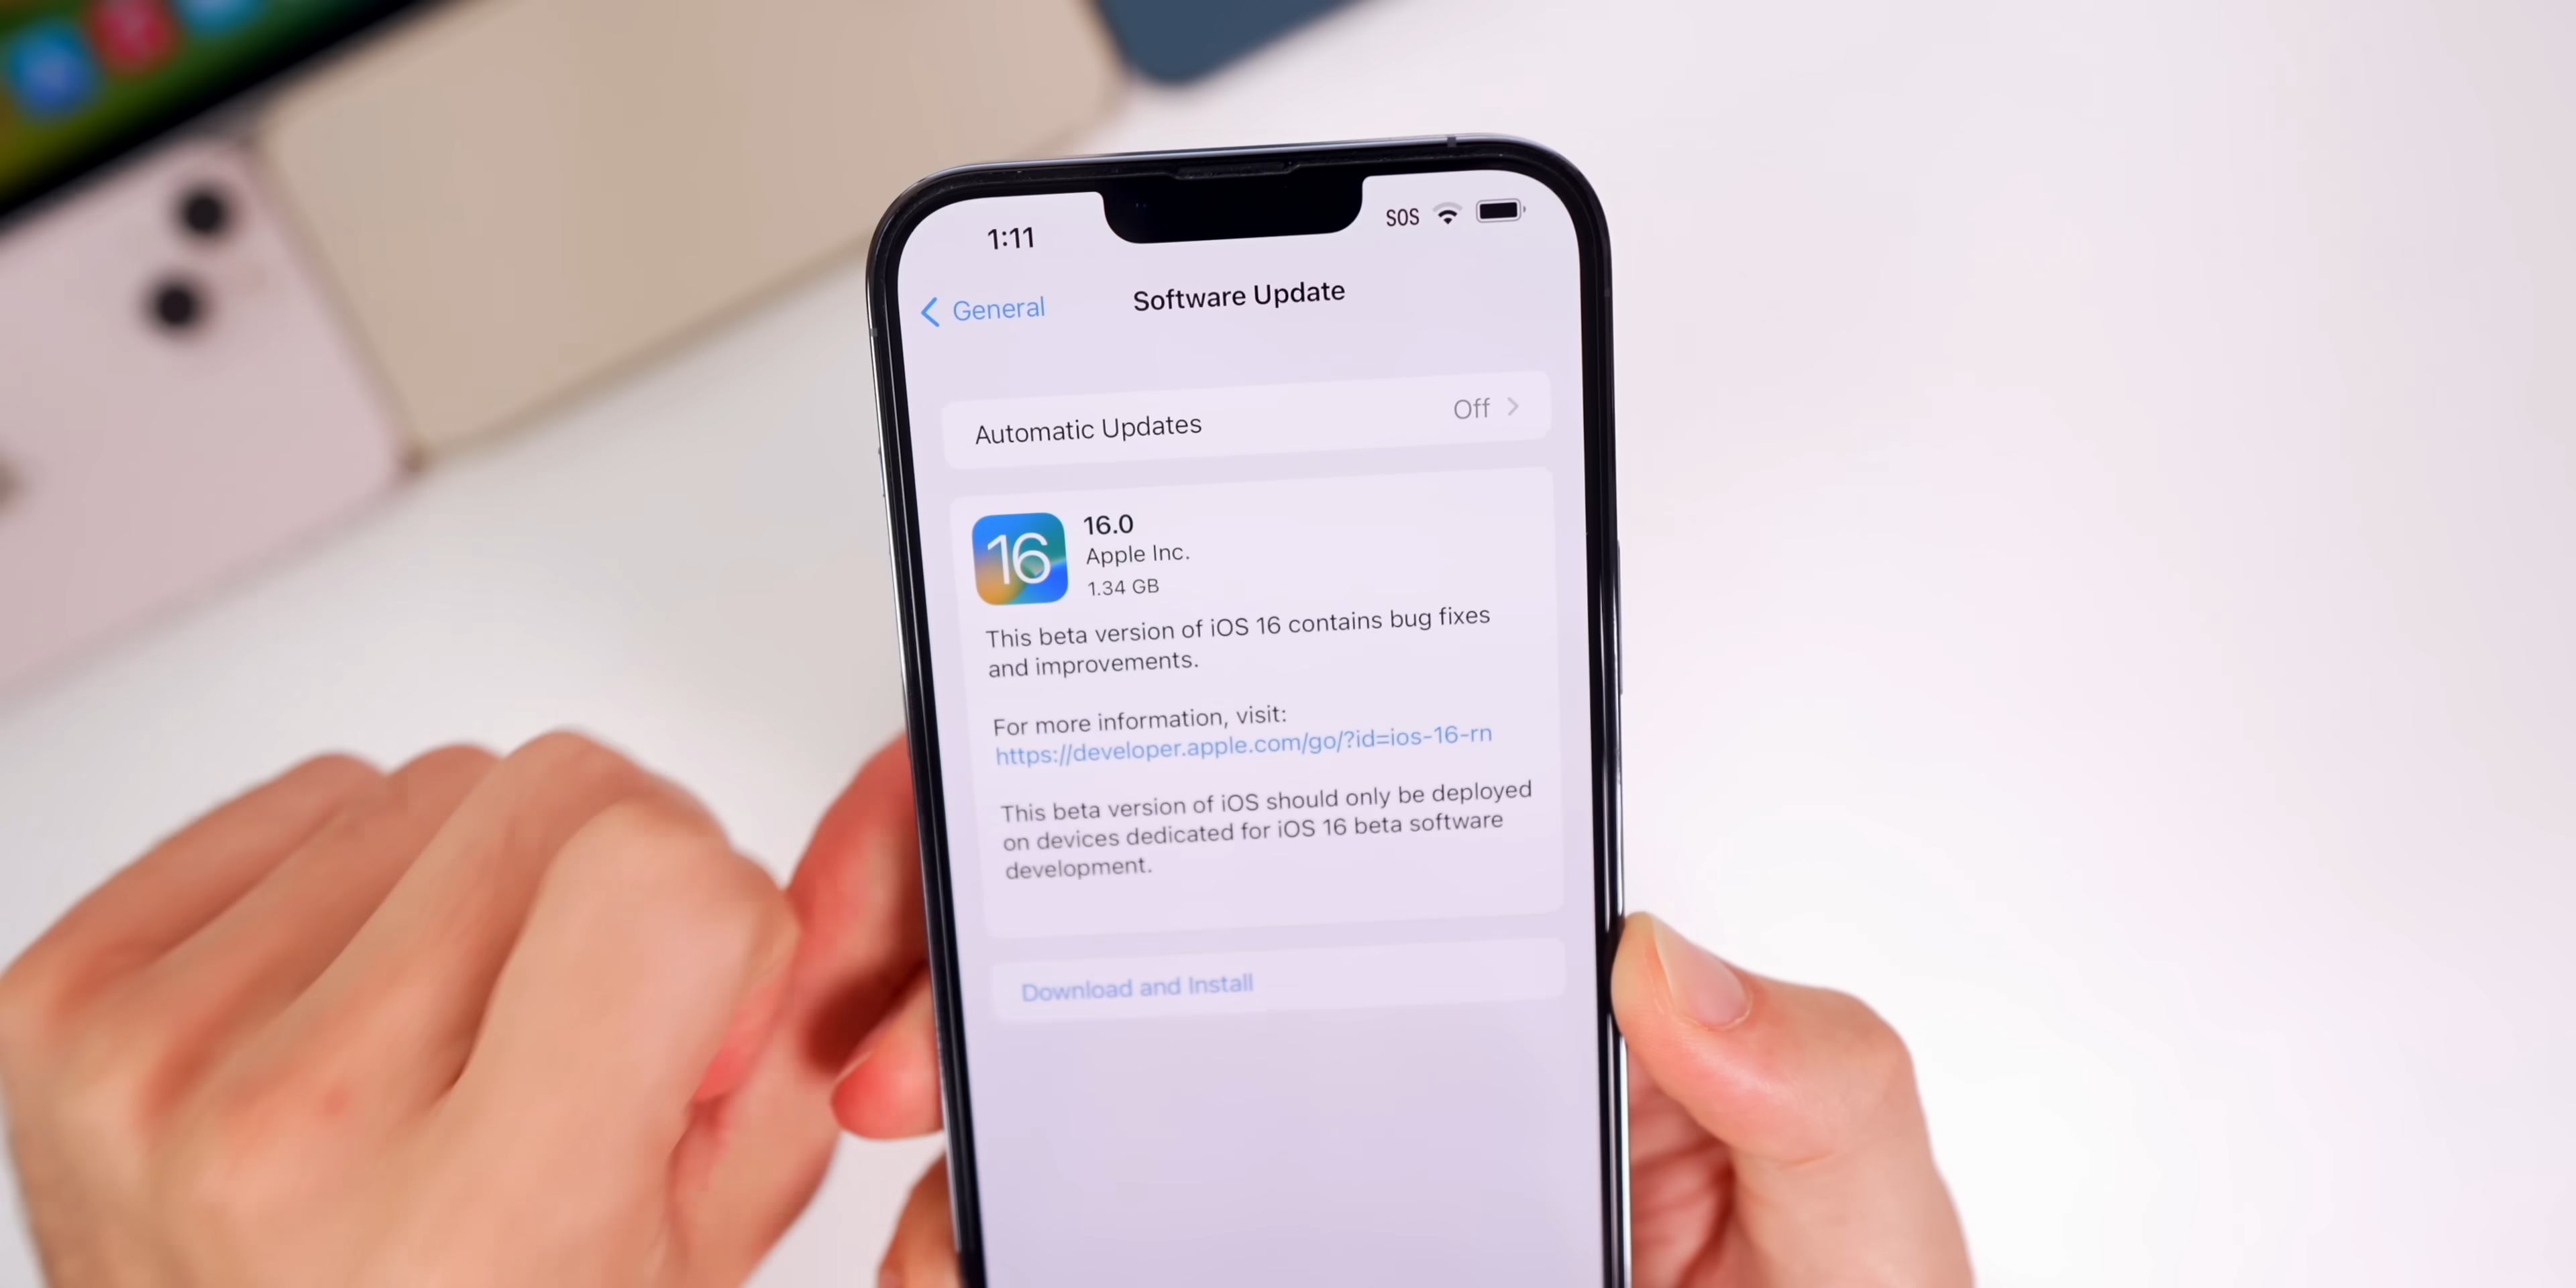 1:11 SOS
General Software Update
Automatic Updates Off
16 16.0
Apple Inc.
1.34 GB
This beta version of iOS 16 contains bug fixes
and improvements.
For more information, visit:
https://developer.apple.com/go/?id=ios-16-rn
This beta version of iOS should only be deployed
on devices dedicated for iOS 16 beta software
development.
Download and Install